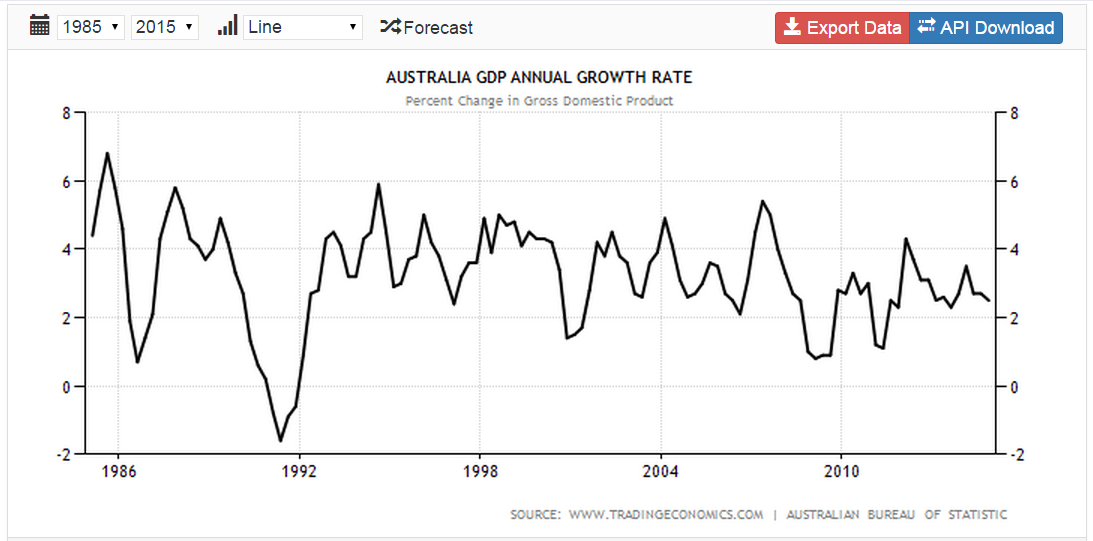 1985 2015 Line Forecast Export Data API Download
AUSTRALIA GDP ANNUAL GROWTH RATE
Percent Change in Gross Domestic Product
8 8
6 6
4 4
2 2
0 0
-2 -2
1986 1992 1998 2004 2010
SOURCE: WWW.TRADINGECONOMICS.COM | AUSTRALIAN BUREAU OF STATISTIC